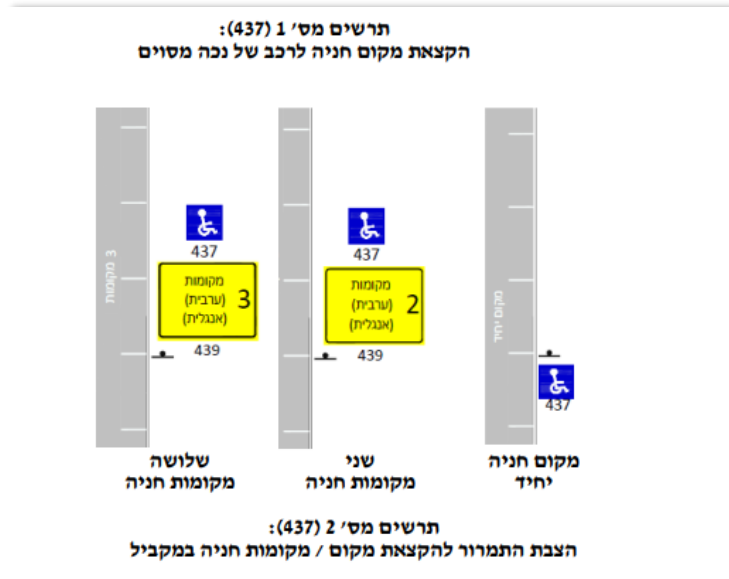 תרשים מס׳ 1 (437):
הקצאת מקום חניה לרכב של נכה מסוים
מקום יחיד
437
מקום חניה
יחיד
437
2 מקומות
(ערבית)
(אנגלית)
439
שני
מקומות חניה
3 מקומות
437
3 מקומות
(ערבית)
(אנגלית)
439
שלושה
מקומות חניה
תרשים מס׳ 2 (437):
הצבת התמרור להקצאת מקום / מקומות חניה במקביל